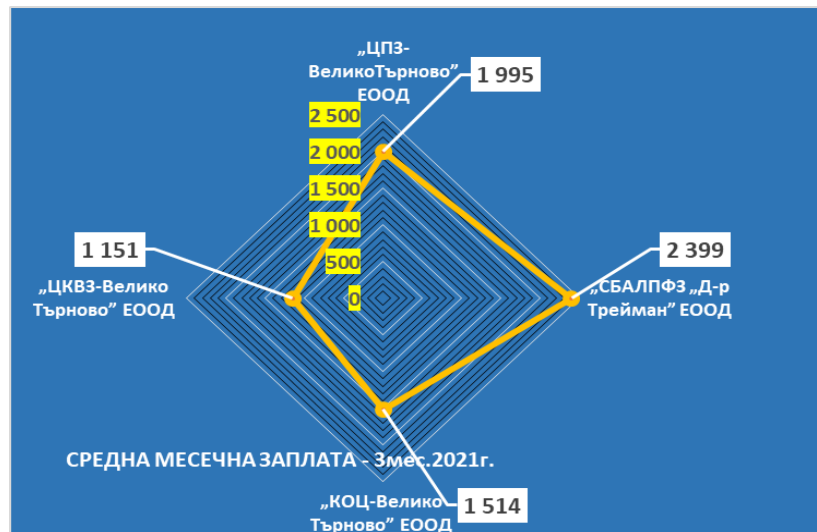 „ЦПЗ-
ВеликоТърново”
ЕООД
1 995
2 500
2 000
1 500
1 000
500
0
1 151
„ЦКВЗ-Велико
Търново” ЕООД
2 399
„СБАЛПФЗ „Д-р
Трейман” ЕООД
СРЕДНА МЕСЕЧНА ЗАПЛАТА - 3мес.2021г.
„КОЦ-Велико
Търново” ЕООД
1 514